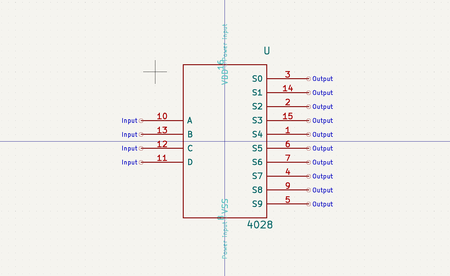 U
Power Input
16
VDD
S0 3 Output
S1 14 Output
S2 2 Output
Input 10 A S3 15 Output
Input 13 B S4 1 Output
Input 12 C S5 6 Output
Input 11 D S6 7 Output
S7 4 Output
S8 9 Output
S9 5 Output
VSS
8
Power Input
4028